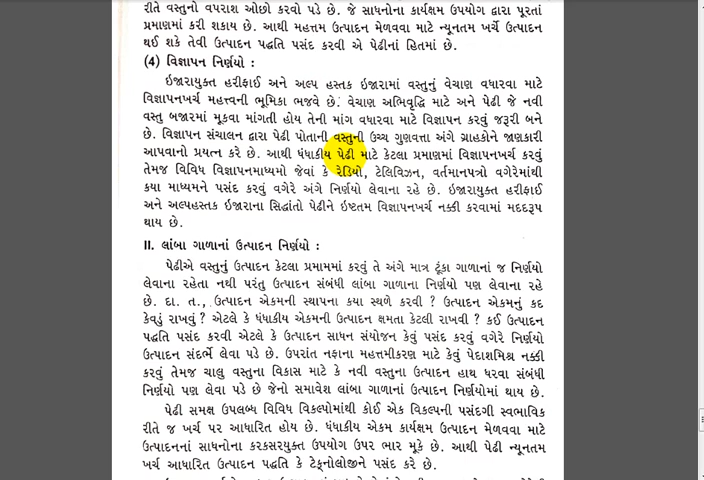 રીતે વસ્તુનો વપરાશ ઓછો કરવો પડે છે. જે સાધનોના કાર્યક્ષમ ઉપયોગ દ્વારા પૂરતાં
પ્રમાણમાં કરી શકાય છે. આથી મહત્તમ ઉત્પાદન મેળવવા માટે ન્યૂનતમ ખર્ચે ઉત્પાદન
થઈ શકે તેવી ઉત્પાદન પદ્ધતિ પસંદ કરવી એ પેઢીનાં હિતમાં છે.
(4) વિજ્ઞાપન નિર્ણયો :
ઇજારાયુક્ત હરીફાઈ અને અલ્પ હસ્તક ઇજારામાં વસ્તુનું વેચાણ વધારવા માટે
વિજ્ઞાપનખર્ચ મહત્ત્વની ભૂમિકા ભજવે છે. વેચાણ અભિવૃદ્ધિ માટે અને પેઢી જે નવી
વસ્તુ બજારમાં મૂકવા માંગતી હોય તેની માંગ વધારવા માટે વિજ્ઞાપન કરવું જરૂરી બને
છે. વિજ્ઞાપન સંચાલન દ્વારા પેઢી પોતાની વસ્તુની ઉચ્ચ ગુણવત્તા અંગે ગ્રાહકોને જાણકારી
આપવાનો પ્રયત્ન કરે છે. આથી ધંધાકીય પેઢી માટે કેટલા પ્રમાણમાં વિજ્ઞાપનખર્ચ કરવું
તેમજ વિવિધ વિજ્ઞાપનમાધ્યમો જેવાં કે રેડિયો, ટેલિવિઝન, વર્તમાનપત્રો વગેરેમાંથી
કયા માધ્યમને પસંદ કરવું વગેરે અંગે નિર્ણયો લેવાના રહે છે. ઇજારાયુક્ત હરીફાઈ
અને અલ્પહસ્તક ઇજારાના સિદ્ધાંતો પેઢીને ઇષ્ટતમ વિજ્ઞાપનખર્ચ નક્કી કરવામાં મદદરૂપ
થાય છે.
II. લાંબા ગાળાનાં ઉત્પાદન નિર્ણયો :
પેઢીએ વસ્તુનું ઉત્પાદન કેટલા પ્રમામમાં કરવું તે અંગે માત્ર ટૂંકા ગાળાનાં જ નિર્ણયો
લેવાના રહેતા નથી પરંતુ ઉત્પાદન સંબંધી લાંબા ગાળાના નિર્ણયો પણ લેવાના રહે
છે. દા. ત., ઉત્પાદન એકમની સ્થાપના કયા સ્થળે કરવી ? ઉત્પાદન એકમનું કદ
કેવડું રાખવું ? એટલે કે ધંધાકીય એકમની ઉત્પાદન ક્ષમતા કેટલી રાખવી ? કઈ ઉત્પાદન
પદ્ધતિ પસંદ કરવી એટલે કે ઉત્પાદન સાધન સંયોજન કેવું પસંદ કરવું વગેરે નિર્ણયો
ઉત્પાદન સંદર્ભે લેવા પડે છે. ઉપરાંત નફાના મહત્તમીકરણ માટે કેવું પેદાશમિશ્ર નક્કી
કરવું તેમજ ચાલુ વસ્તુના વિકાસ માટે કે નવી વસ્તુના ઉત્પાદન હાથ ધરવા સંબંધી
નિર્ણયો પણ લેવા પડે છે જેનો સમાવેશ લાંબા ગાળાનાં ઉત્પાદન નિર્ણયોમાં થાય છે.
પેઢી સમક્ષ ઉપલબ્ધ વિવિધ વિકલ્પોમાંથી કોઈ એક વિકલ્પની પસંદગી સ્વભાવિક
રીતે જ ખર્ચ પર આધારિત હોય છે. ધંધાકીય એકમ કાર્યક્ષમ ઉત્પાદન મેળવવા માટે
ઉત્પાદનનાં સાધનોના કરકસરયુક્ત ઉપયોગ ઉપર ભાર મૂકે છે. આથી પેઢી ન્યૂનતમ
ખર્ચ આધારિત ઉત્પાદન પદ્ધતિ કે ટેક્નોલોજીને પસંદ કરે છે.